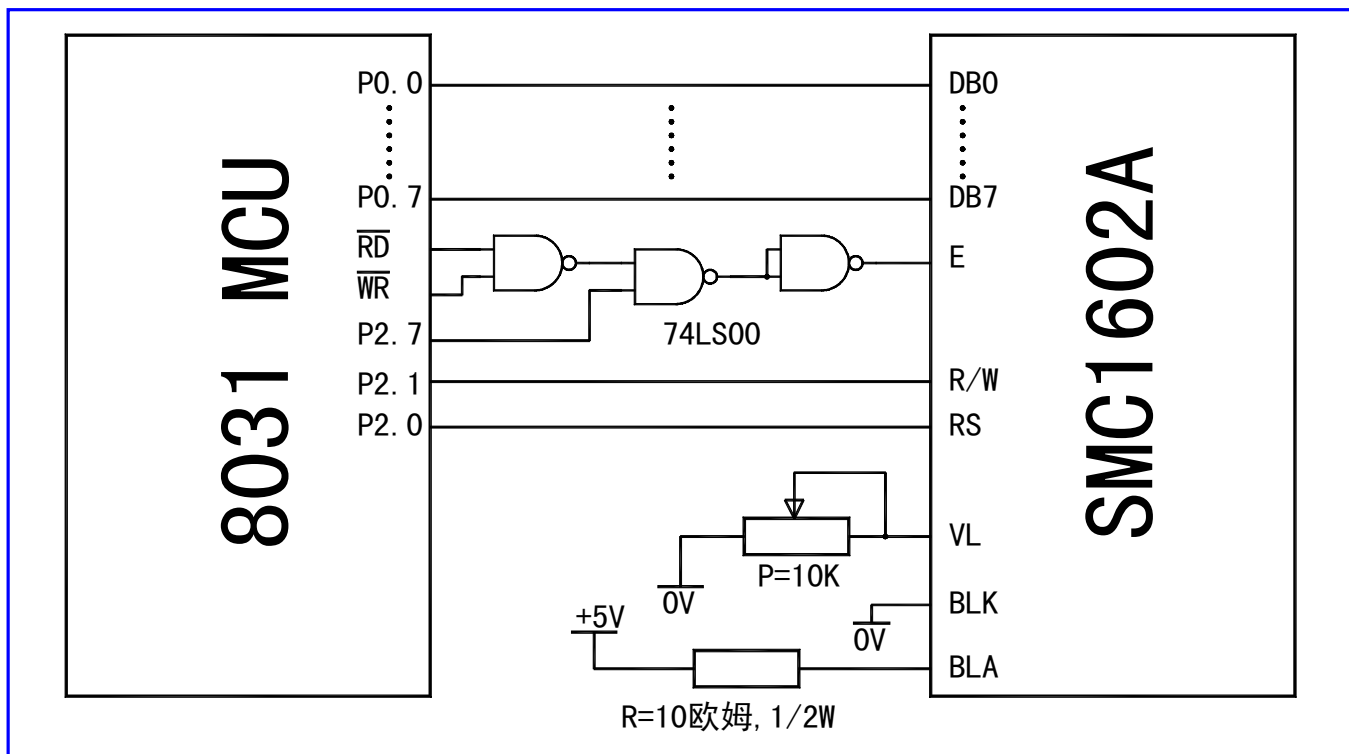 8031 MCU
P0.0
P0.7
RD
WR
P2.7
P2.1
P2.0
74LS00
DB0
DB7
E
R/W
RS
VL
BLK
BLA
SMC1602A
P=10K
0V
0V
+5V
R=10欧姆,1/2W